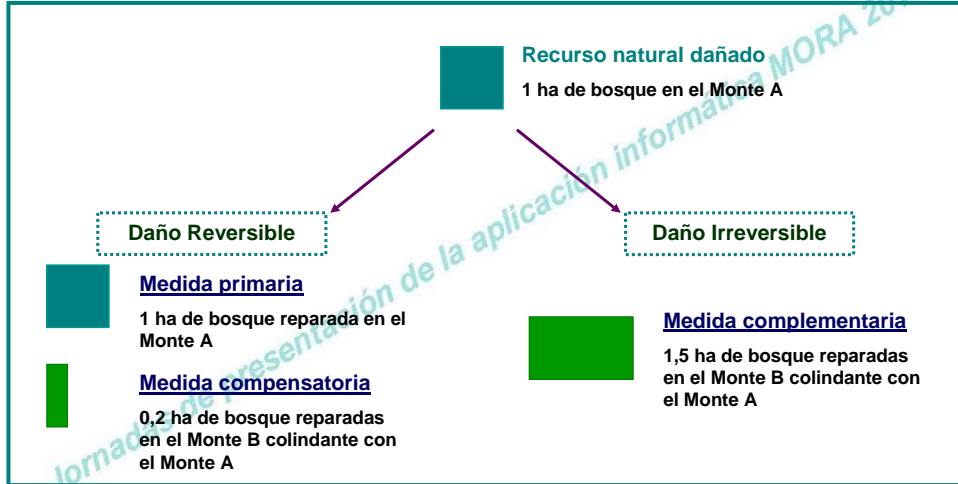 Recurso natural dañado
1 ha de bosque en el Monte A
Daño Reversible
Daño Irreversible
Medida primaria
1 ha de bosque reparada en el
Monte A
Medida compensatoria
0,2 ha de bosque reparadas
en el Monte B colindante con
el Monte A
Medida complementaria
1,5 ha de bosque reparadas
en el Monte B colindante con
el Monte A
Jornadas de presentación de la aplicación informática MORA